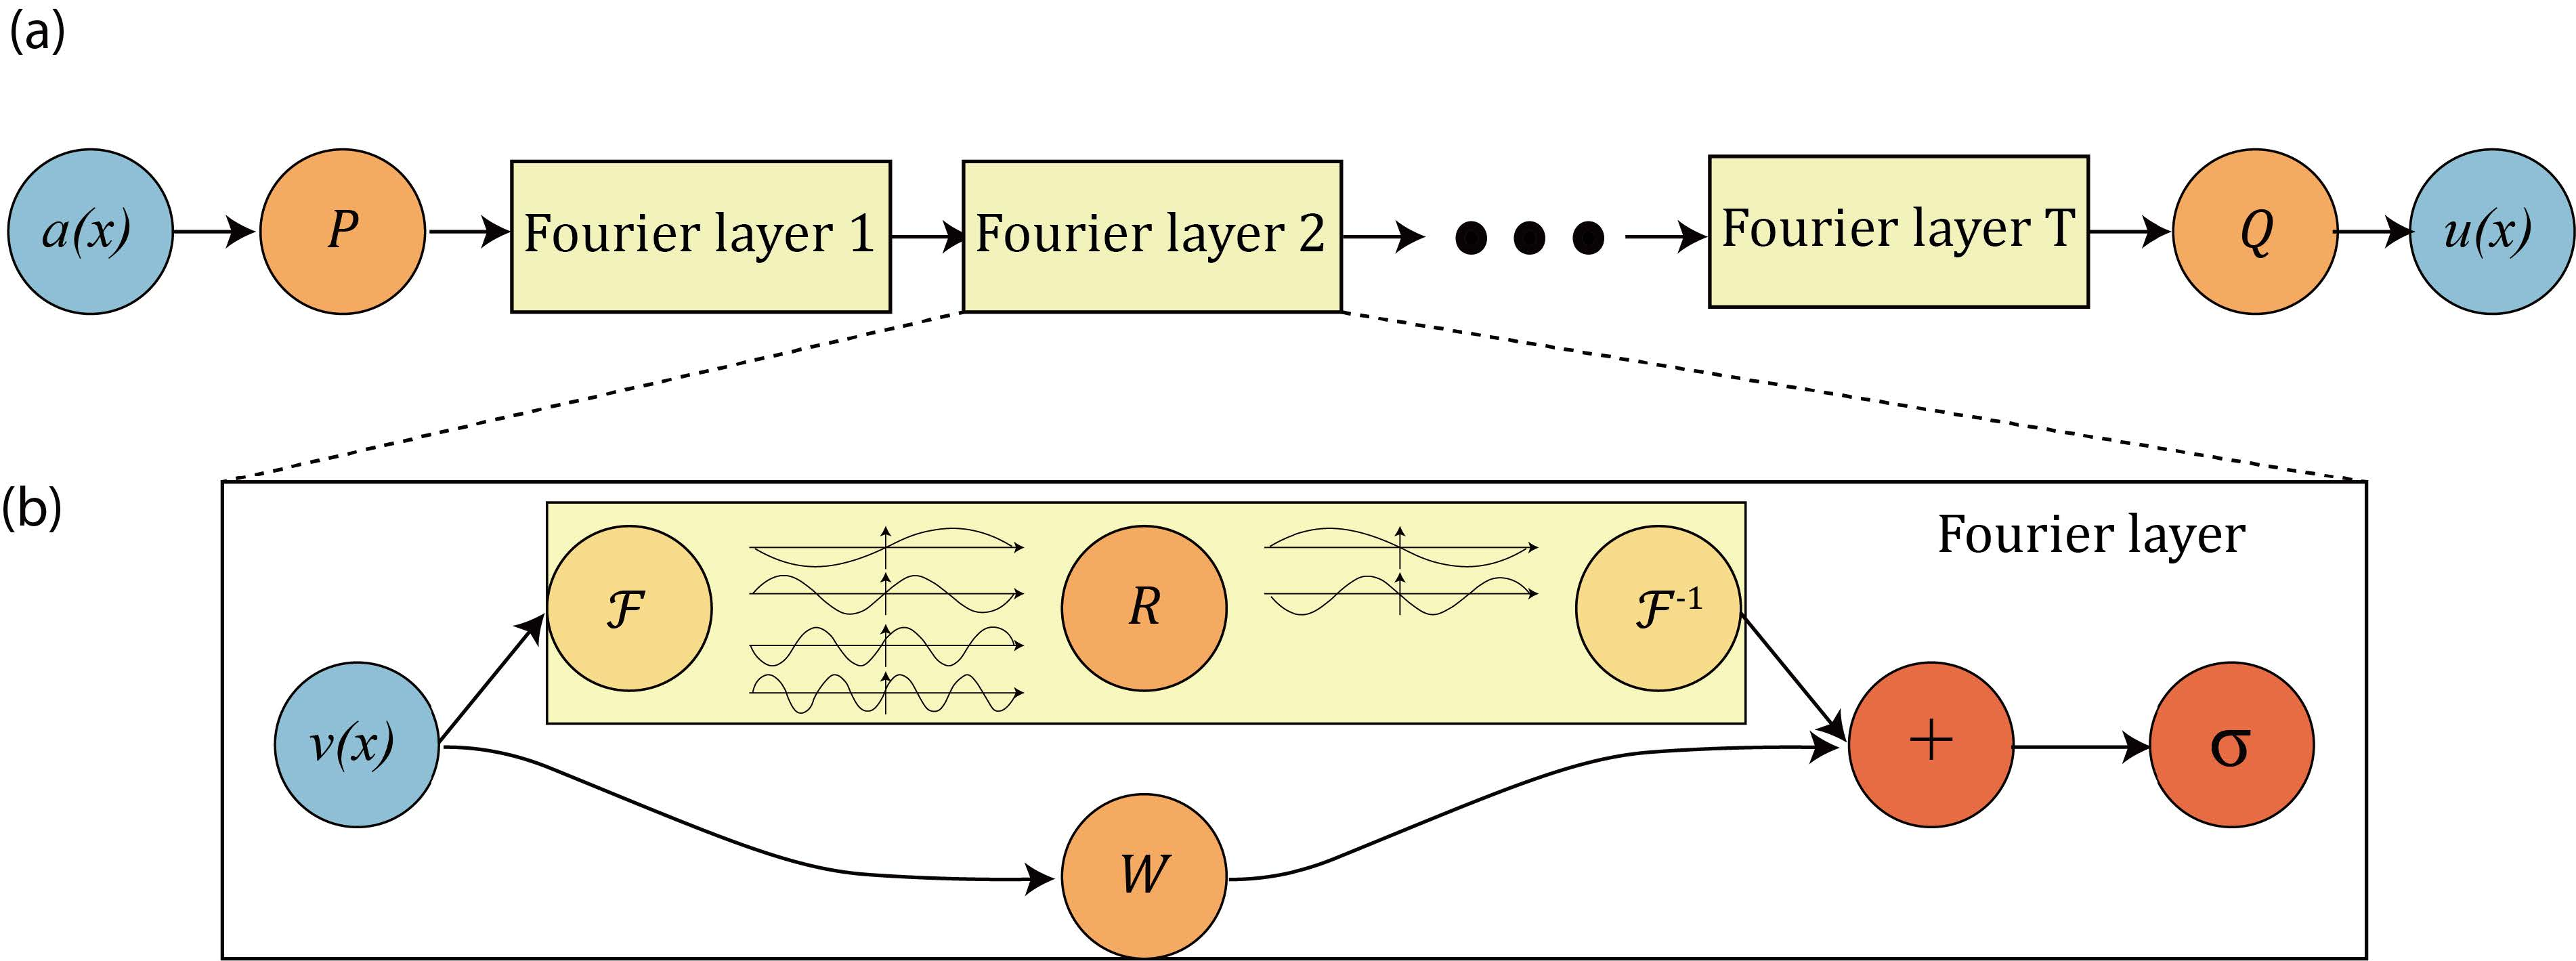 (a)
a(x) P Fourier layer 1 Fourier layer 2 Fourier layer T Q u(x)
(b)
Fourier layer
ℱ R ℱ-1
v(x) + σ
W